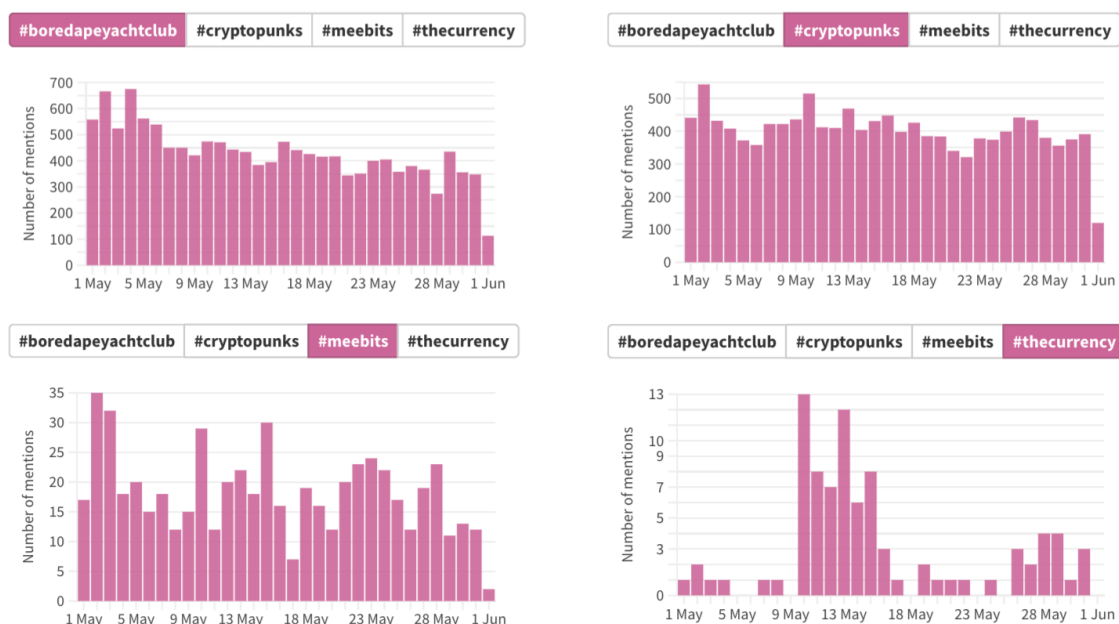 #boredapeyachtclub #cryptopunks #meebits #thecurrency
Number of mentions
700
600
500
400
300
200
100
0
1 May 5 May 9 May 13 May 18 May 23 May 28 May 1 Jun
#boredapeyachtclub #cryptopunks #meebits #thecurrency
Number of mentions
500
400
300
200
100
0
1 May 5 May 9 May 13 May 18 May 23 May 28 May 1 Jun
#boredapeyachtclub #cryptopunks #meebits #thecurrency
Number of mentions
35
30
25
20
15
10
5
0
1 May 5 May 9 May 13 May 18 May 23 May 28 May 1 Jun
#boredapeyachtclub #cryptopunks #meebits #thecurrency
Number of mentions
13
10
9
7
5
3
0
1 May 5 May 9 May 13 May 18 May 23 May 28 May 1 Jun